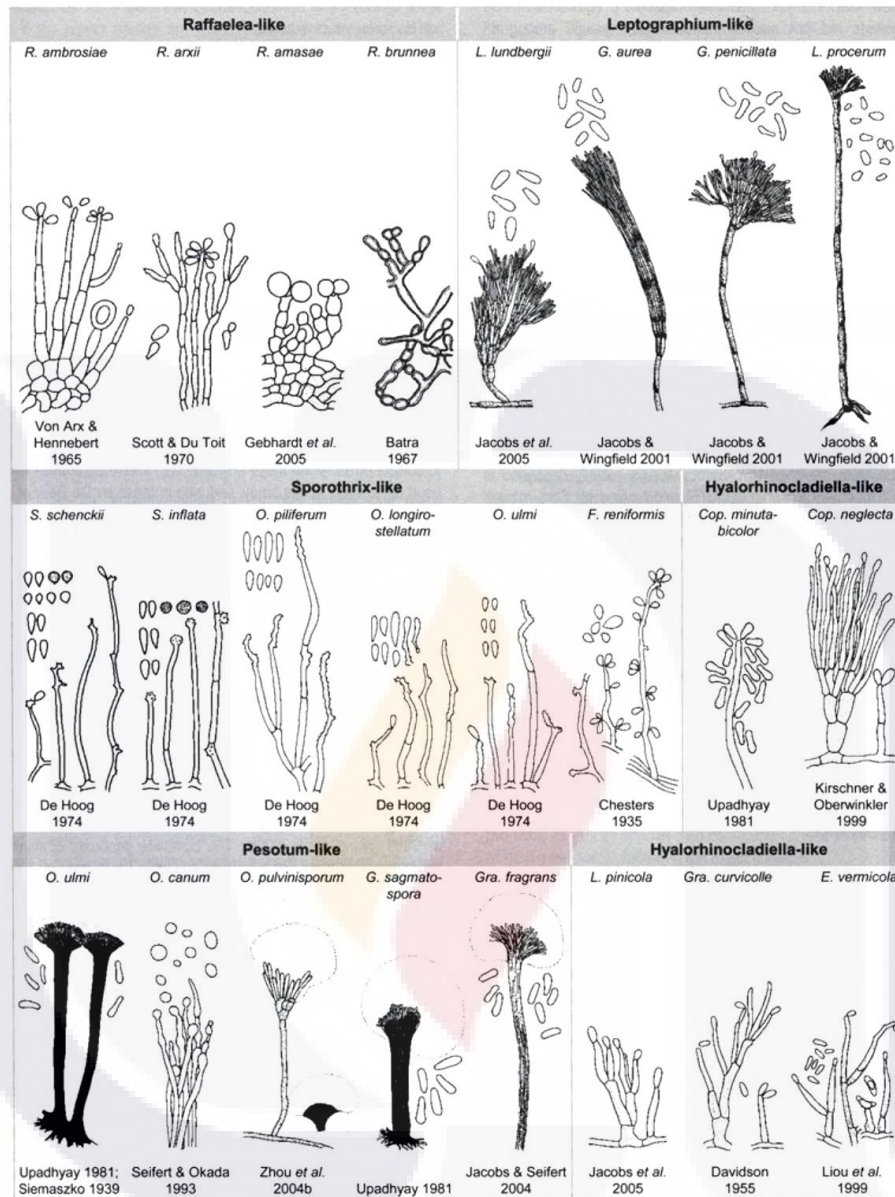 Raffaelea-like
Leptographium-like
R. ambrosiae
R. arxii
R. amasae
R. brunnea
L. lundbergii
G. aurea
G. penicillata
L. procerum
Von Arx &
Hennebert
1965
Scott & Du Toit
1970
Gebhardt et al.
2005
Batra
1967
Jacobs et al.
2005
Jacobs &
Wingfield 2001
Jacobs &
Wingfield 2001
Jacobs &
Wingfield 2001
Sporothrix-like
Hyalorhinocladiella-like
S. schenckii
S. inflata
O. piliferum
O. longiro-
stellatum
O. ulmi
F. reniformis
Cop. minuta-
bicolor
Cop. neglecta
De Hoog
1974
De Hoog
1974
De Hoog
1974
De Hoog
1974
De Hoog
1974
Chesters
1935
Upadhyay
1981
Kirschner &
Oberwinkler
1999
Pesotum-like
Hyalorhinocladiella-like
O. ulmi
O. canum
O. pulvinisporum
G. sagmato-
spora
Gra. fragrans
L. pinicola
Gra. curvicolle
E. vermicola
Upadhyay 1981;
Siemaszko 1939
Seifert & Okada
1993
Zhou et al.
2004b
Upadhyay 1981
Jacobs & Seifert
2004
Jacobs et al.
2005
Davidson
1955
Liou et al.
1999